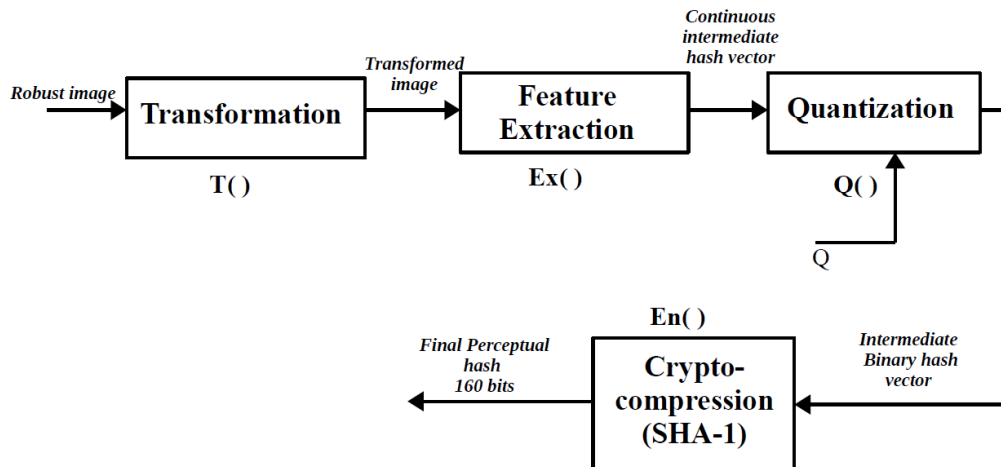 Robust image
Transformation
T( )
Transformed
image
Feature
Extraction
Ex( )
Continuous
intermediate
hash vector
Quantization
Q( )
Q
Intermediate
Binary hash
vector
En( )
Crypto-
compression
(SHA-1)
Final Perceptual
hash
160 bits